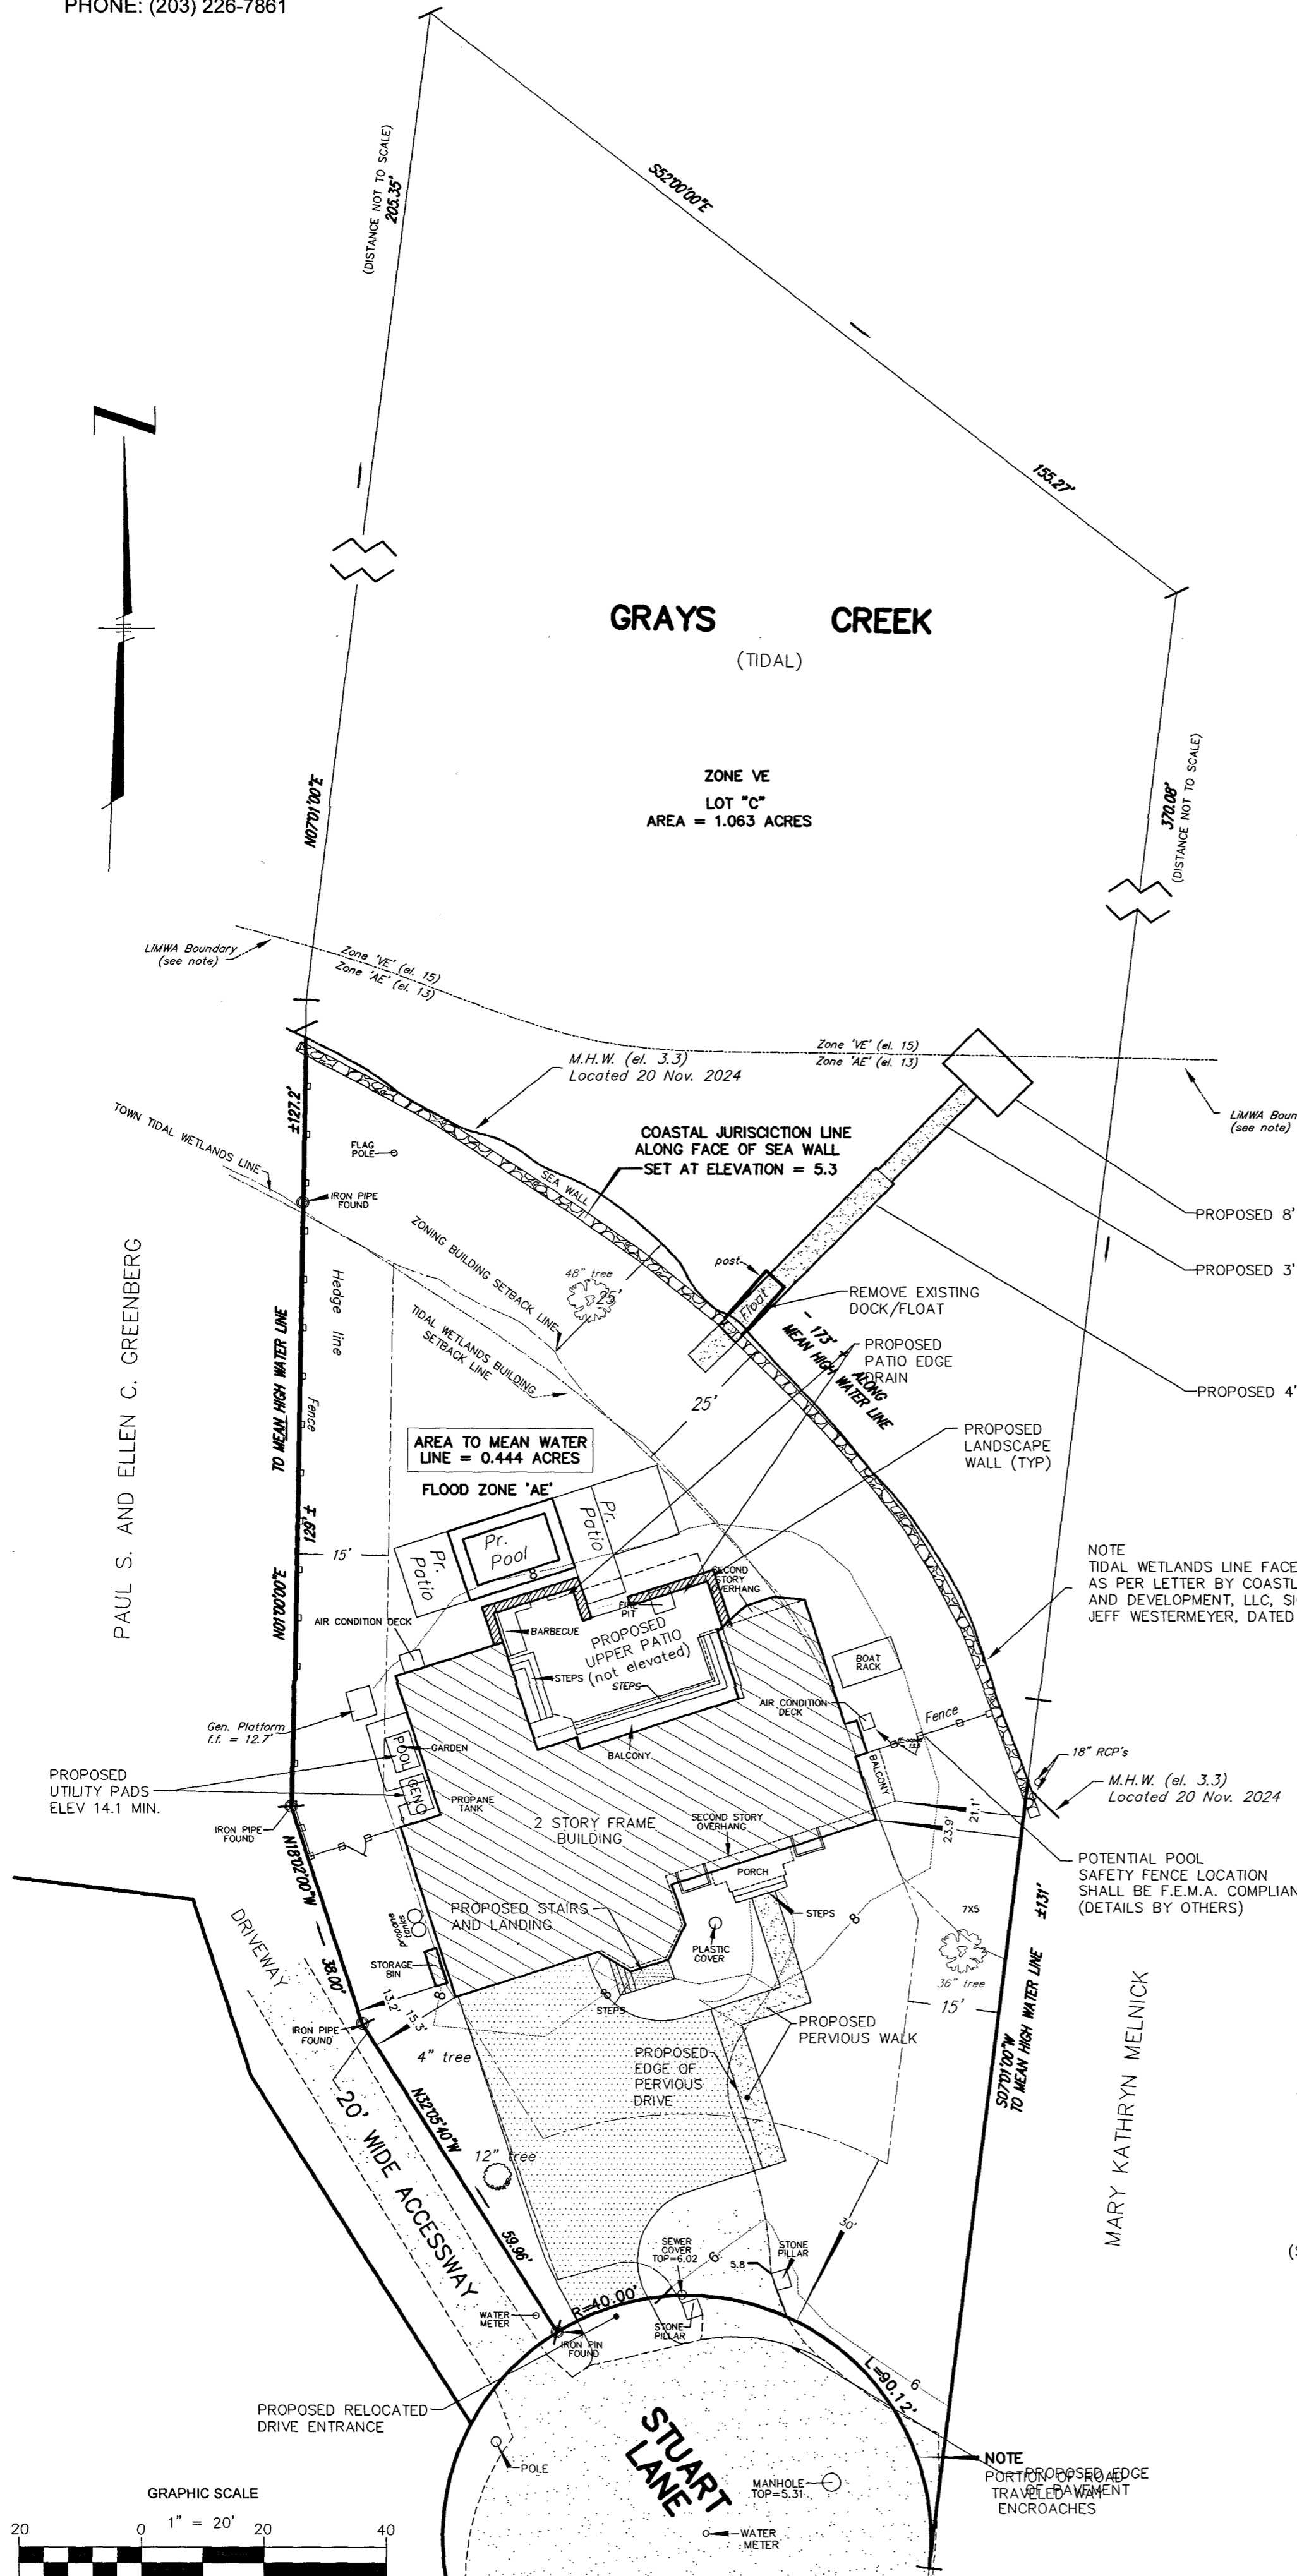 PHONE: (203) 226-7861
(DISTANCE NOT TO SCALE)
205.35'
S52°00'00"E
155.27'
GRAYS CREEK
(TIDAL)
ZONE VE
LOT "C"
AREA = 1.063 ACRES
N07°01'00"E
370.08'
(DISTANCE NOT TO SCALE)
LiMWA Boundary
(see note)
Zone 'VE' (el. 15)
Zone 'AE' (el. 13)
Zone 'VE' (el. 15)
Zone 'AE' (el. 13)
M.H.W. (el. 3.3)
Located 20 Nov. 2024
LiMWA Boun
(see note)
±127.2'
TOWN TIDAL WETLANDS LINE
FLAG
POLE
COASTAL JURISCICTION LINE
ALONG FACE OF SEA WALL
SET AT ELEVATION = 5.3
SEA WALL
IRON PIPE
FOUND
PROPOSED 8'
ZONING BUILDING SETBACK LINE
48" tree
25'
post
Float
REMOVE EXISTING
DOCK/FLOAT
PROPOSED 3'
Hedge line
TIDAL WETLANDS BUILDING
SETBACK LINE
173' ± ALONG
MEAN HIGH WATER LINE
PROPOSED
PATIO EDGE
DRAIN
PROPOSED 4'
PAUL S. AND ELLEN C. GREENBERG
TO MEAN HIGH WATER LINE
Fence
25'
AREA TO MEAN WATER
LINE = 0.444 ACRES
FLOOD ZONE 'AE'
PROPOSED
LANDSCAPE
WALL (TYP)
129' ±
15'
Pr.
Patio
Pr.
Pool
Pr.
Patio
8
NOTE
TIDAL WETLANDS LINE FACE
AS PER LETTER BY COASTL
AND DEVELOPMENT, LLC, SI
JEFF WESTERMEYER, DATED
N01°00'00"E
SECOND
STORY
OVERHANG
FIRE
PIT
AIR CONDITION DECK
BARBECUE
PROPOSED
UPPER PATIO
(not elevated)
STEPS
STEPS
BOAT
RACK
AIR CONDITION
DECK
Fence
Gen. Platform
f.f. = 12.7'
POOL
GARDEN
BALCONY
BALCONY
18" RCP's
M.H.W. (el. 3.3)
Located 20 Nov. 2024
PROPOSED
UTILITY PADS
ELEV 14.1 MIN.
GENO
PROPANE
TANK
IRON PIPE
FOUND
2 STORY FRAME
BUILDING
SECOND STORY
OVERHANG
21.1'
23.9'
PORCH
POTENTIAL POOL
SAFETY FENCE LOCATION
SHALL BE F.E.M.A. COMPLIAN
(DETAILS BY OTHERS)
N18°02'00"W
38.00'
PROPOSED STAIRS
AND LANDING
STEPS
8
7X5
±131'
DRIVEWAY
propane
tanks
PLASTIC
COVER
STORAGE
BIN
36" tree
13.2'
15.3'
8
8
STEPS
15'
IRON PIPE
FOUND
PROPOSED
PERVIOUS WALK
4" tree
PROPOSED
EDGE OF
PERVIOUS
DRIVE
S07°01'00"W
TO MEAN HIGH WATER LINE
MARY KATHRYN MELNICK
20' WIDE ACCESSWAY
N32°05'40"W
12" tree
59.96'
30'
SEWER
COVER
TOP=6.02
6
5.8
STONE
PILLAR
(S
WATER
METER
R=40.00'
STONE
PILLAR
IRON PIN
FOUND
L=90.12'
6
PROPOSED RELOCATED
DRIVE ENTRANCE
STUART
LANE
POLE
MANHOLE
TOP=5.31
NOTE
PORTION OF ROAD
TRAVELED WAY
ENCROACHES
PROPOSED EDGE
OF PAVEMENT
WATER
METER
GRAPHIC SCALE
1" = 20'
20 0 20 40